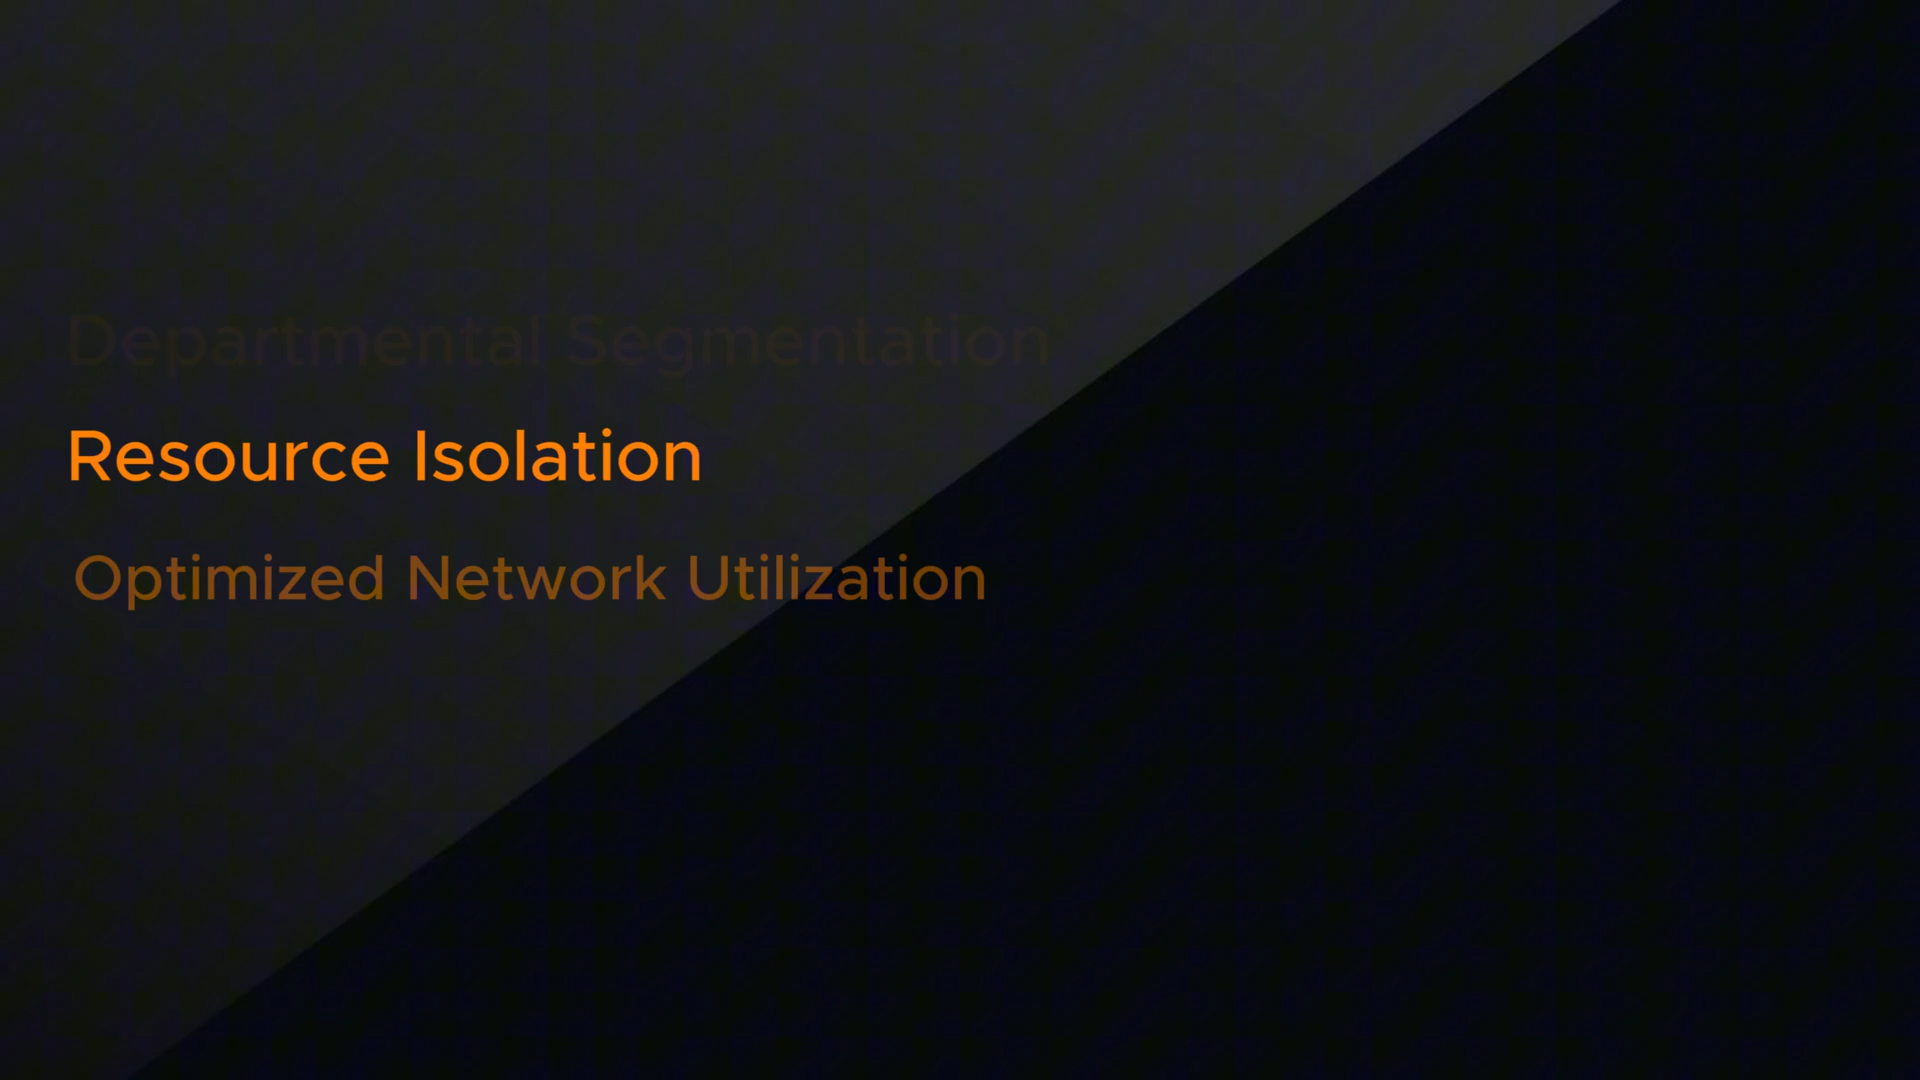 Departmental Segmentation
Resource Isolation
Optimized Network Utilization